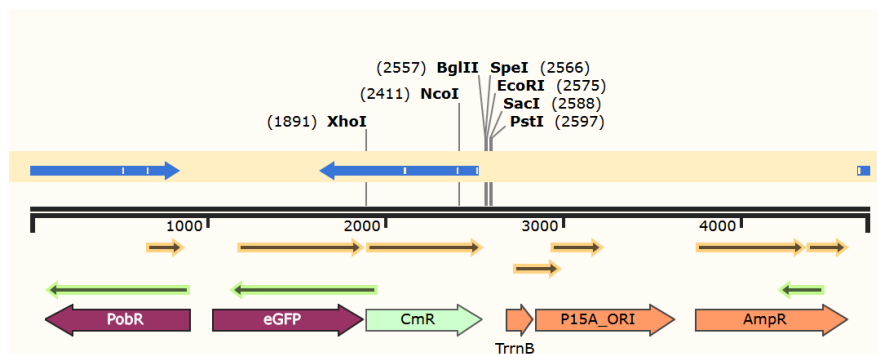 (2557) BglII SpeI (2566)
EcoRI (2575)
(2411) NcoI SacI (2588)
(1891) XhoI PstI (2597)
1000 2000 3000 4000
PobR eGFP CmR P15A_ORI AmpR
TrrnB